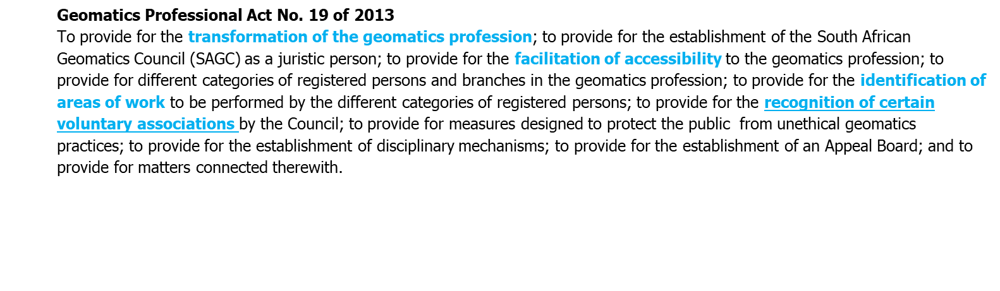 Geomatics Professional Act No. 19 of 2013
To provide for the transformation of the geomatics profession; to provide for the establishment of the South African
Geomatics Council (SAGC) as a juristic person; to provide for the facilitation of accessibility to the geomatics profession; to
provide for different categories of registered persons and branches in the geomatics profession; to provide for the identification of
areas of work to be performed by the different categories of registered persons; to provide for the recognition of certain
voluntary associations by the Council; to provide for measures designed to protect the public  from unethical geomatics
practices; to provide for the establishment of disciplinary mechanisms; to provide for the establishment of an Appeal Board; and to
provide for matters connected therewith.